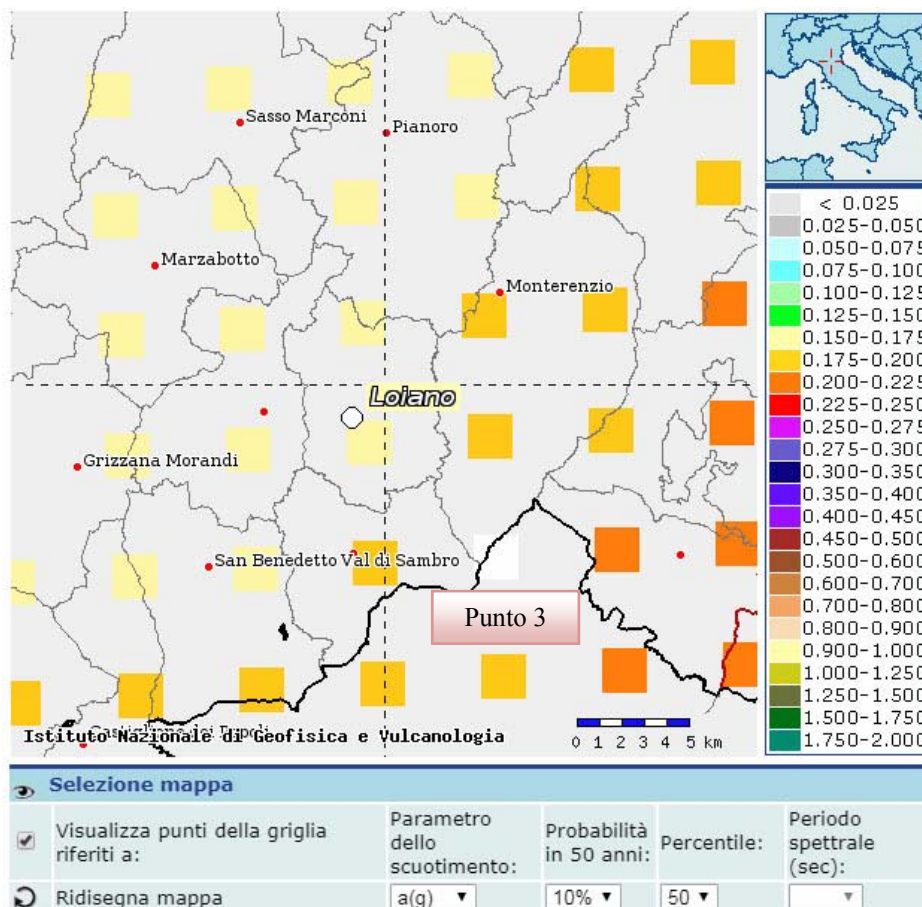 Sasso Marconi
Pianoro
Marzabotto
Monterenzio
Loiano
Grizzana Morandi
San Benedetto Val di Sambro
Punto 3
Istituto Nazionale di Geofisica e Vulcanologia
0 1 2 3 4 5 km
< 0.025
0.025-0.050
0.050-0.075
0.075-0.100
0.100-0.125
0.125-0.150
0.150-0.175
0.175-0.200
0.200-0.225
0.225-0.250
0.250-0.275
0.275-0.300
0.300-0.350
0.350-0.400
0.400-0.450
0.450-0.500
0.500-0.600
0.600-0.700
0.700-0.800
0.800-0.900
0.900-1.000
1.000-1.250
1.250-1.500
1.500-1.750
1.750-2.000
Selezione mappa
Visualizza punti della griglia
riferiti a:
Parametro
dello
scuotimento:
Probabilità
in 50 anni:
Percentile:
Periodo
spettrale
(sec):
Ridisegna mappa
a(g)
10%
50